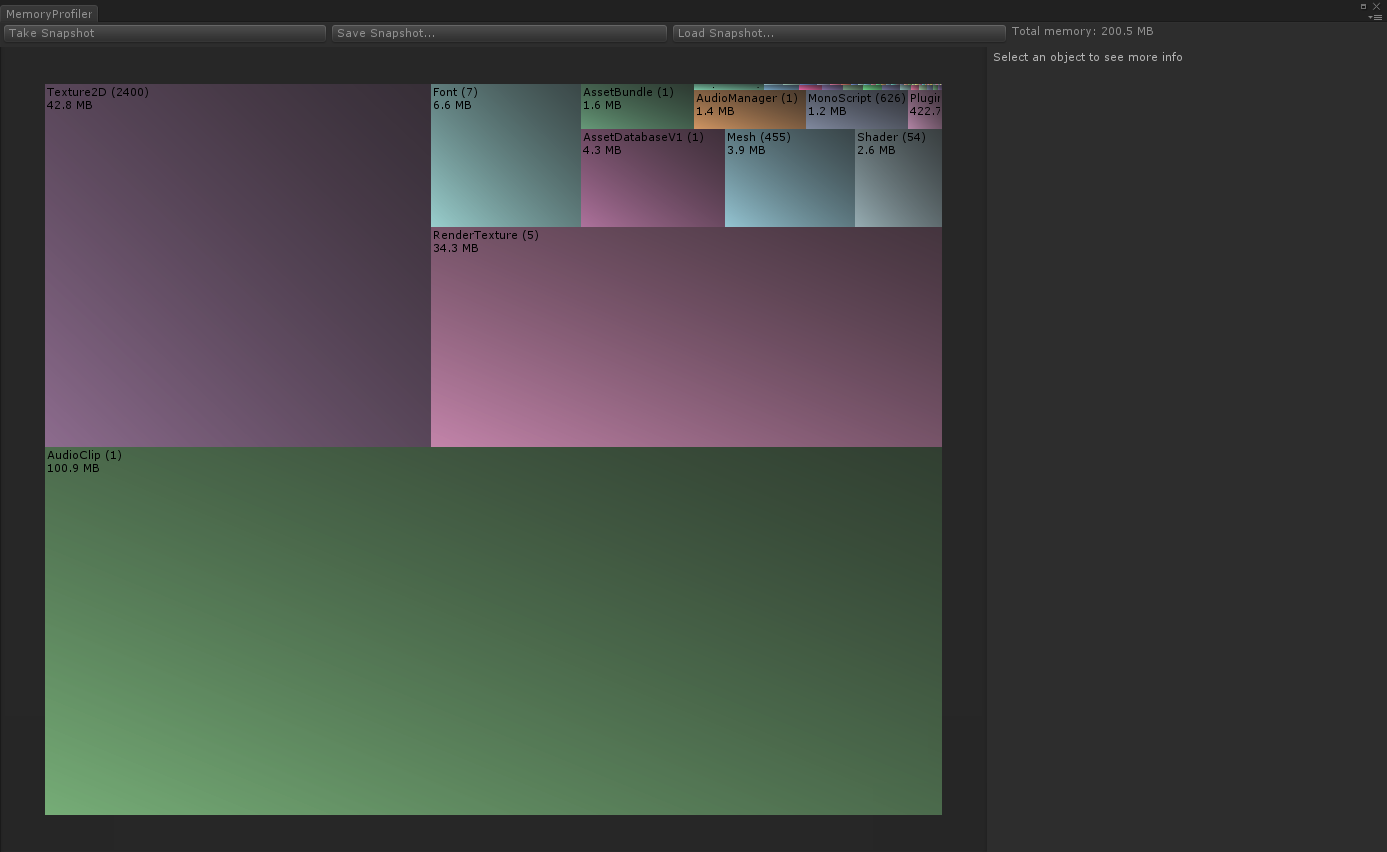 MemoryProfiler
Take Snapshot
Save Snapshot...
Load Snapshot...
Total memory: 200.5 MB
Select an object to see more info
Texture2D (2400)
42.8 MB
Font (7)
6.6 MB
AssetBundle (1)
1.6 MB
AudioManager (1)
1.4 MB
MonoScript (626)
1.2 MB
Plugin
422.7
AssetDatabaseV1 (1)
4.3 MB
Mesh (455)
3.9 MB
Shader (54)
2.6 MB
RenderTexture (5)
34.3 MB
AudioClip (1)
100.9 MB